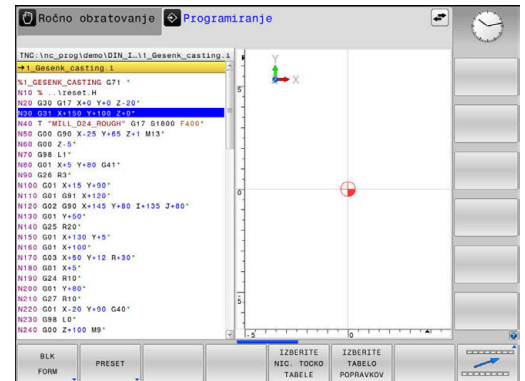 Ročno obratovanje Programiranje
TNC:\nc_prog\demo\DIN_I…\1_Gesenk_casting.i
→1_Gesenk_casting.i
%1_GESENK_CASTING G71 *
N10 % ..\reset.H
N20 G30 G17 X+0 Y+0 Z-20*
N30 G31 X+150 Y+100 Z+0*
N40 T "MILL_D24_ROUGH" G17 S1800 F400*
N50 G00 G90 X-25 Y+65 Z+1 M13*
N60 G00 Z-5*
N70 G98 L1*
N80 G01 X+5 Y+80 G41*
N90 G26 R3*
N100 G01 X+15 Y+90*
N110 G01 G91 X+120*
N120 G02 G90 X+145 Y+80 I+135 J+80*
N130 G01 Y+50*
N140 G25 R20*
N150 G01 X+130 Y+5*
N160 G01 X+100*
N170 G03 X+50 Y+12 R+30*
N180 G01 X+5*
N190 G24 R10*
N200 G01 Y+80*
N210 G27 R10*
N220 G01 X-20 Y+90 G40*
N230 G98 L0*
N240 G00 Z+100 M9*
Y
X
5
0
5
-5
0
BLK
FORM
PRESET
IZBERITE
NIC. TOCKO
TABELE
IZBERITE
TABELO
POPRAVKOV